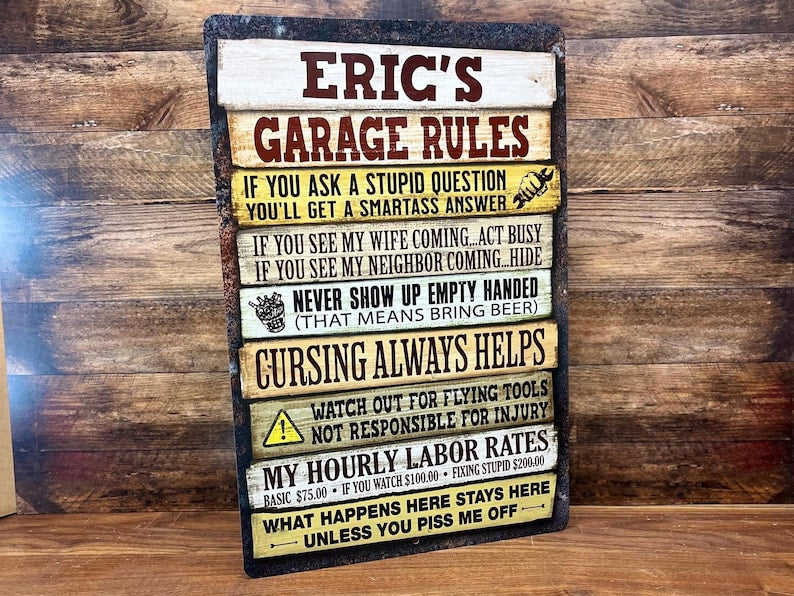 ERIC'S
GARAGE RULES
IF YOU ASK A STUPID QUESTION
YOU'LL GET A SMARTASS ANSWER
IF YOU SEE MY WIFE COMING...ACT BUSY
IF YOU SEE MY NEIGHBOR COMING...HIDE
NEVER SHOW UP EMPTY HANDED
(THAT MEANS BRING BEER)
CURSING ALWAYS HELPS
WATCH OUT FOR FLYING TOOLS
NOT RESPONSIBLE FOR INJURY
MY HOURLY LABOR RATES
BASIC $75.00 • IF YOU WATCH $100.00 • FIXING STUPID $200.00
WHAT HAPPENS HERE STAYS HERE
UNLESS YOU PISS ME OFF